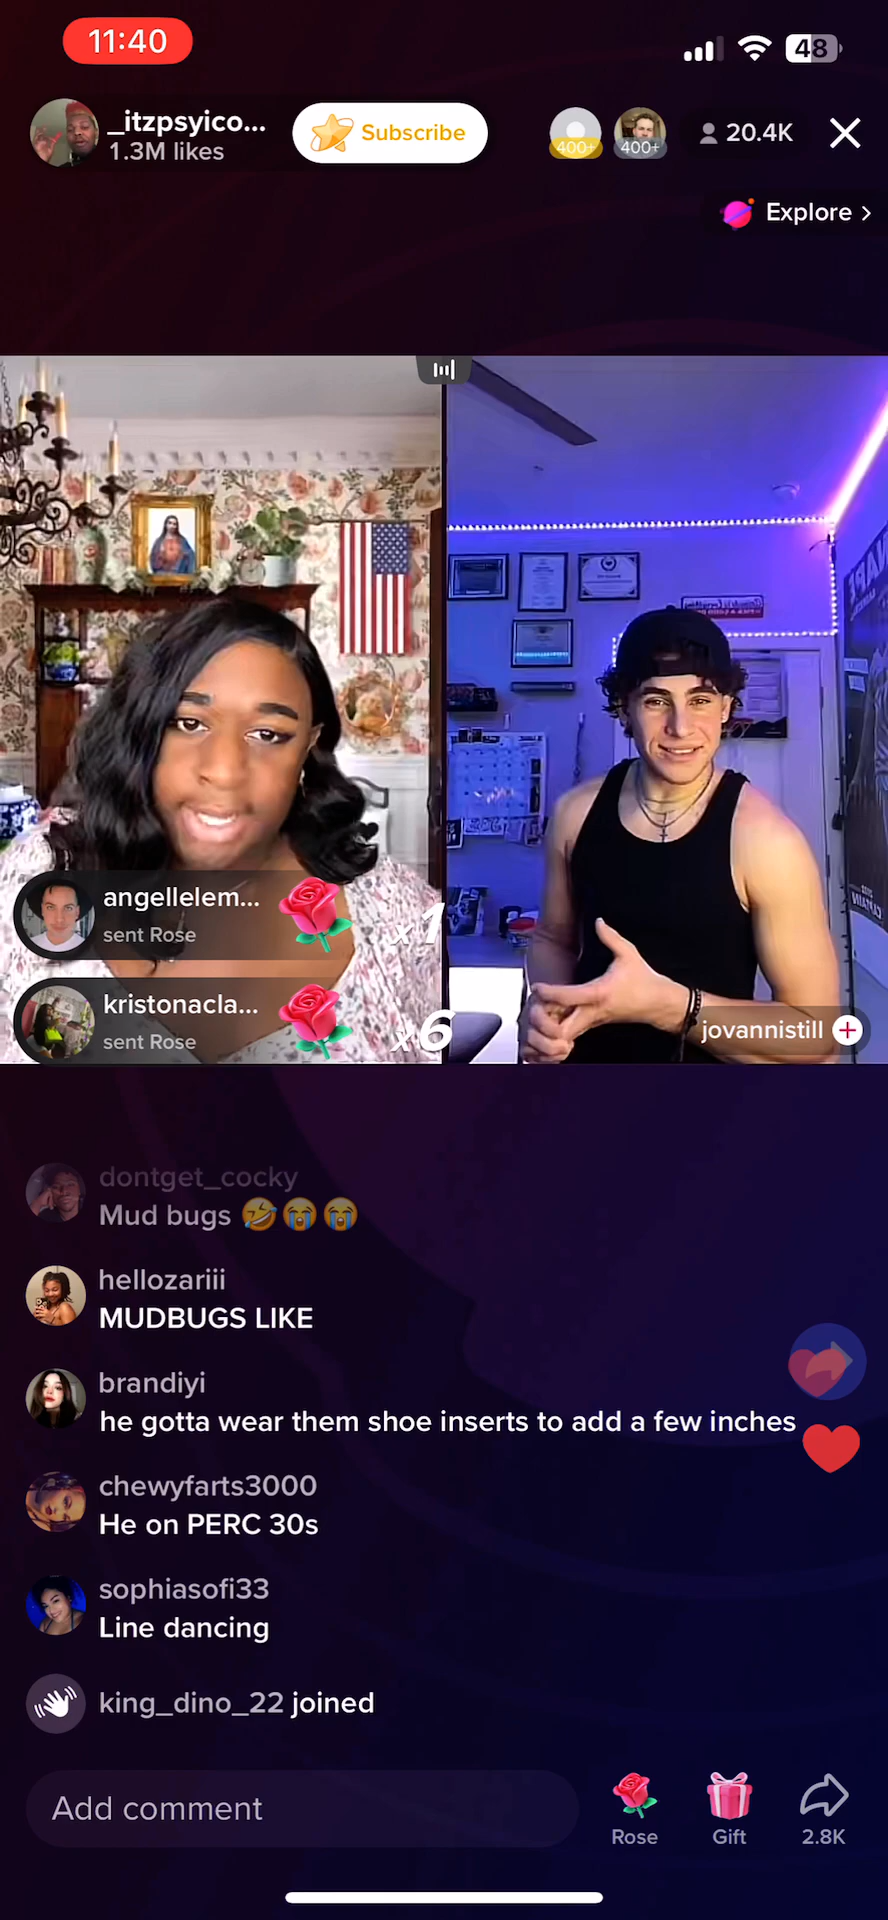 11:40
48
_itzpsyico...
1.3M likes
Subscribe
400+
400+
20.4K
Explore >
angellelem...
sent Rose
x1
kristonacla...
sent Rose
x6
jovannistill
dontget_cocky
Mud bugs 🤣😭😭
hellozariii
MUDBUGS LIKE
brandiyi
he gotta wear them shoe inserts to add a few inches
chewyfarts3000
He on PERC 30s
sophiasofi33
Line dancing
king_dino_22 joined
Add comment
Rose
Gift
2.8K